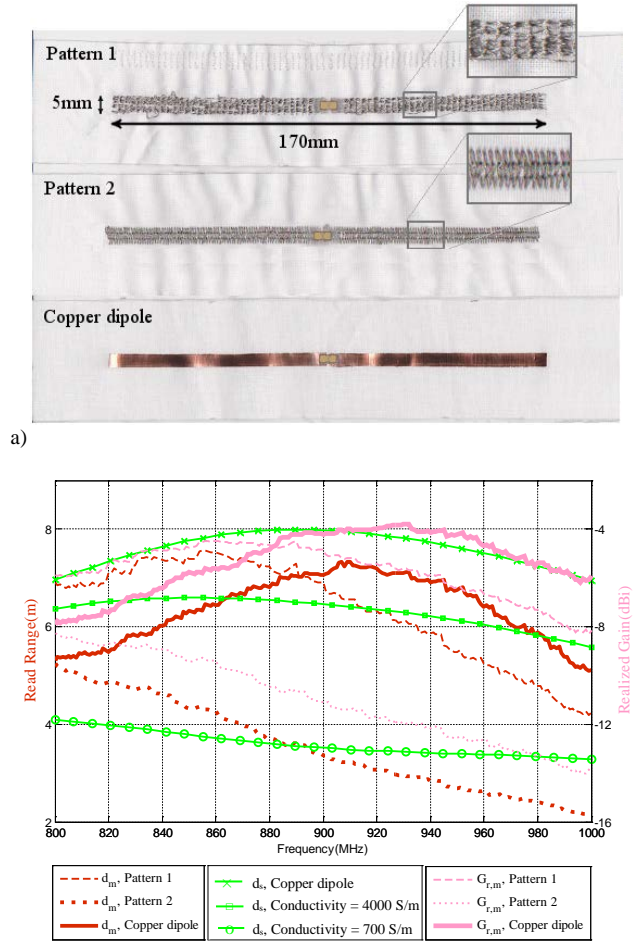 Pattern 1
5mm
170mm
Pattern 2
Copper dipole
a)
8
6
4
2
-4
-8
-12
-16
Read Range(m)
Realized Gain(dBi)
800 820 840 860 880 900 920 940 960 980 1000
Frequency(MHz)
dm, Pattern 1
dm, Pattern 2
dm, Copper dipole
ds, Copper dipole
ds, Conductivity = 4000 S/m
ds, Conductivity = 700 S/m
Gr,m, Pattern 1
Gr,m, Pattern 2
Gr,m, Copper dipole